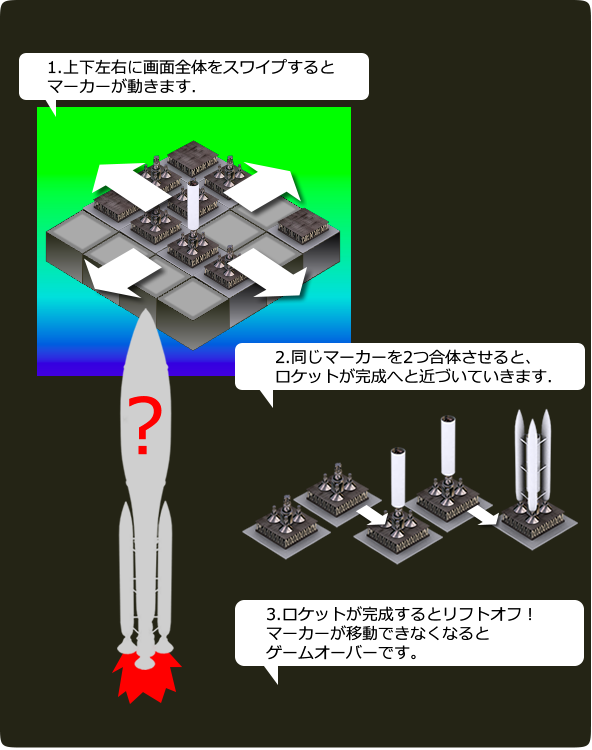 1.上下左右に画面全体をスワイプすると
マーカーが動きます.
2.同じマーカーを2つ合体させると、
ロケットが完成へと近づいていきます.
?
3.ロケットが完成するとリフトオフ！
マーカーが移動できなくなると
ゲームオーバーです。